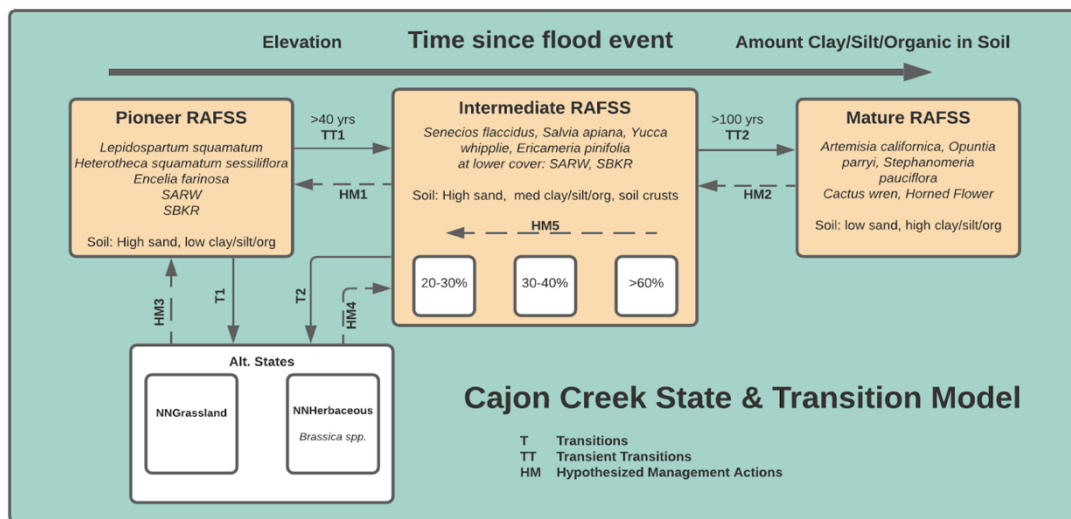 Elevation
Time since flood event
Amount Clay/Silt/Organic in Soil
Pioneer RAFSS
Lepidospartum squamatum
Heterotheca squamatum sessiliflora
Encelia farinosa
SARW
SBKR
Soil: High sand, low clay/silt/org
>40 yrs
TT1
HM1
Intermediate RAFSS
Senecios flaccidus, Salvia apiana, Yucca
whipplie, Ericameria pinifolia
at lower cover: SARW, SBKR
Soil: High sand, med clay/silt/org, soil crusts
HM5
20-30%
30-40%
>60%
>100 yrs
TT2
HM2
Mature RAFSS
Artemisia californica, Opuntia
parryi, Stephanomeria
pauciflora
Cactus wren, Horned Flower
Soil: low sand, high clay/silt/org
HM3
T1
T2
HM4
Alt. States
NNGrassland
NNHerbaceous
Brassica spp.
Cajon Creek State & Transition Model
T Transitions
TT Transient Transitions
HM Hypothesized Management Actions